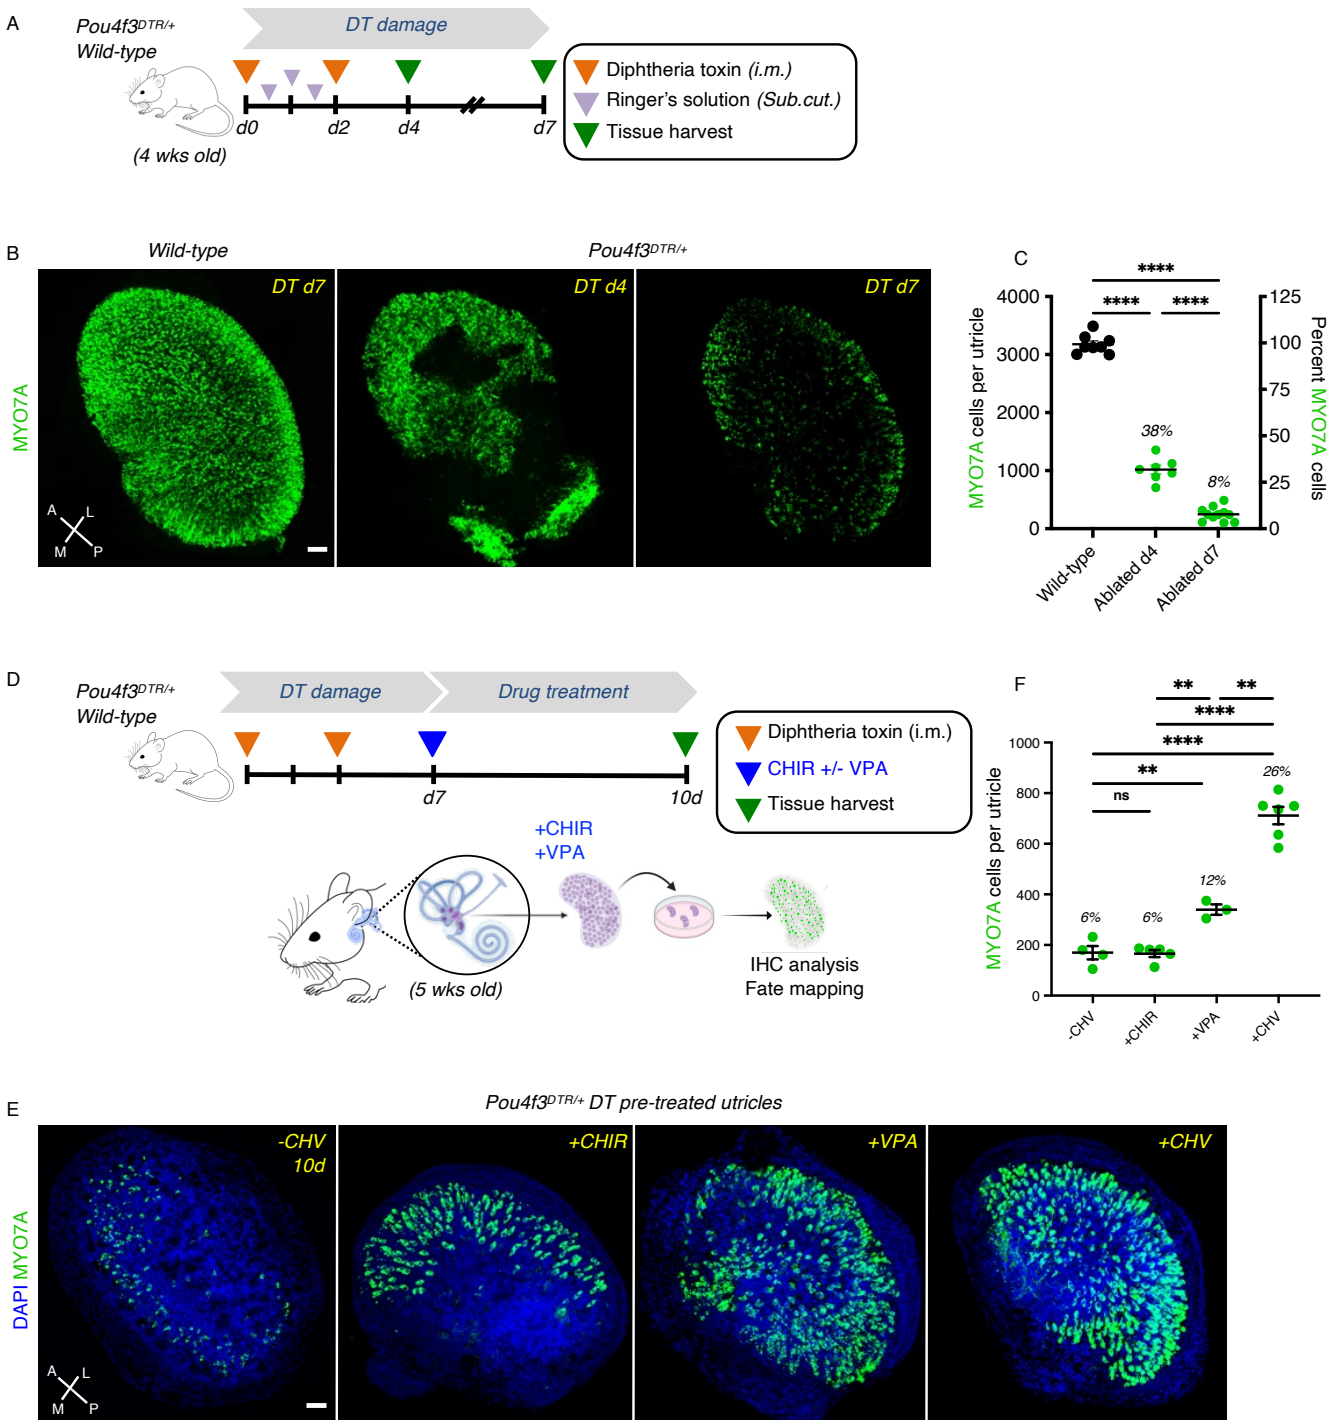 A
Pou4f3DTR/+
Wild-type
DT damage
(4 wks old)
d0
d2
d4
d7
Diphtheria toxin (i.m.)
Ringer's solution (Sub.cut.)
Tissue harvest
B
Wild-type
Pou4f3DTR/+
MYO7A
DT d7
DT d4
DT d7
A
L
M
P
C
****
****
****
4000
3000
2000
1000
0
MYO7A cells per utricle
38%
8%
125
100
75
50
25
0
Percent MYO7A cells
Wild-type
Ablated d4
Ablated d7
D
Pou4f3DTR/+
Wild-type
DT damage
Drug treatment
d7
10d
Diphtheria toxin (i.m.)
CHIR +/- VPA
Tissue harvest
+CHIR
+VPA
(5 wks old)
IHC analysis
Fate mapping
F
**
**
****
****
**
ns
1000
800
600
400
200
0
MYO7A cells per utricle
6%
6%
12%
26%
-CHV
+CHIR
+VPA
+CHV
E
Pou4f3DTR/+ DT pre-treated utricles
DAPI MYO7A
-CHV
10d
+CHIR
+VPA
+CHV
A
L
M
P